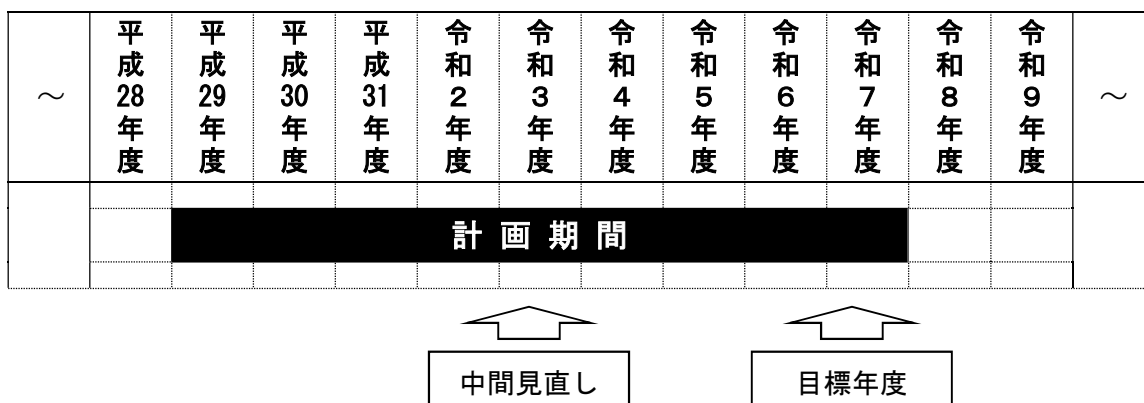 ～
平成28年度
平成29年度
平成30年度
平成31年度
令和２年度
令和３年度
令和４年度
令和５年度
令和６年度
令和７年度
令和８年度
令和９年度
～
計画期間
中間見直し
目標年度